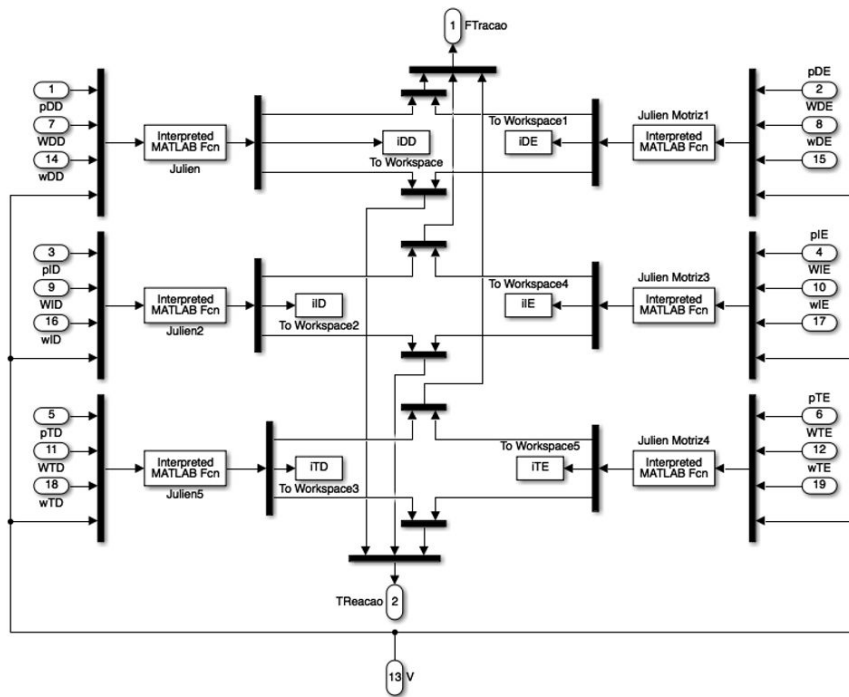 1
FTracao
1
pDD
7
WDD
14
wDD
Interpreted
MATLAB Fcn
Julien
iDD
To Workspace
To Workspace1
iDE
Julien Motriz1
Interpreted
MATLAB Fcn
pDE
2
WDE
8
wDE
15
3
pID
9
WID
16
wID
Interpreted
MATLAB Fcn
Julien2
iID
To Workspace2
To Workspace4
iIE
Julien Motriz3
Interpreted
MATLAB Fcn
pIE
4
WIE
10
wIE
17
5
pTD
11
WTD
18
wTD
Interpreted
MATLAB Fcn
Julien5
iTD
To Workspace3
To Workspace5
iTE
Julien Motriz4
Interpreted
MATLAB Fcn
pTE
6
WTE
12
wTE
19
TReacao
2
13
V